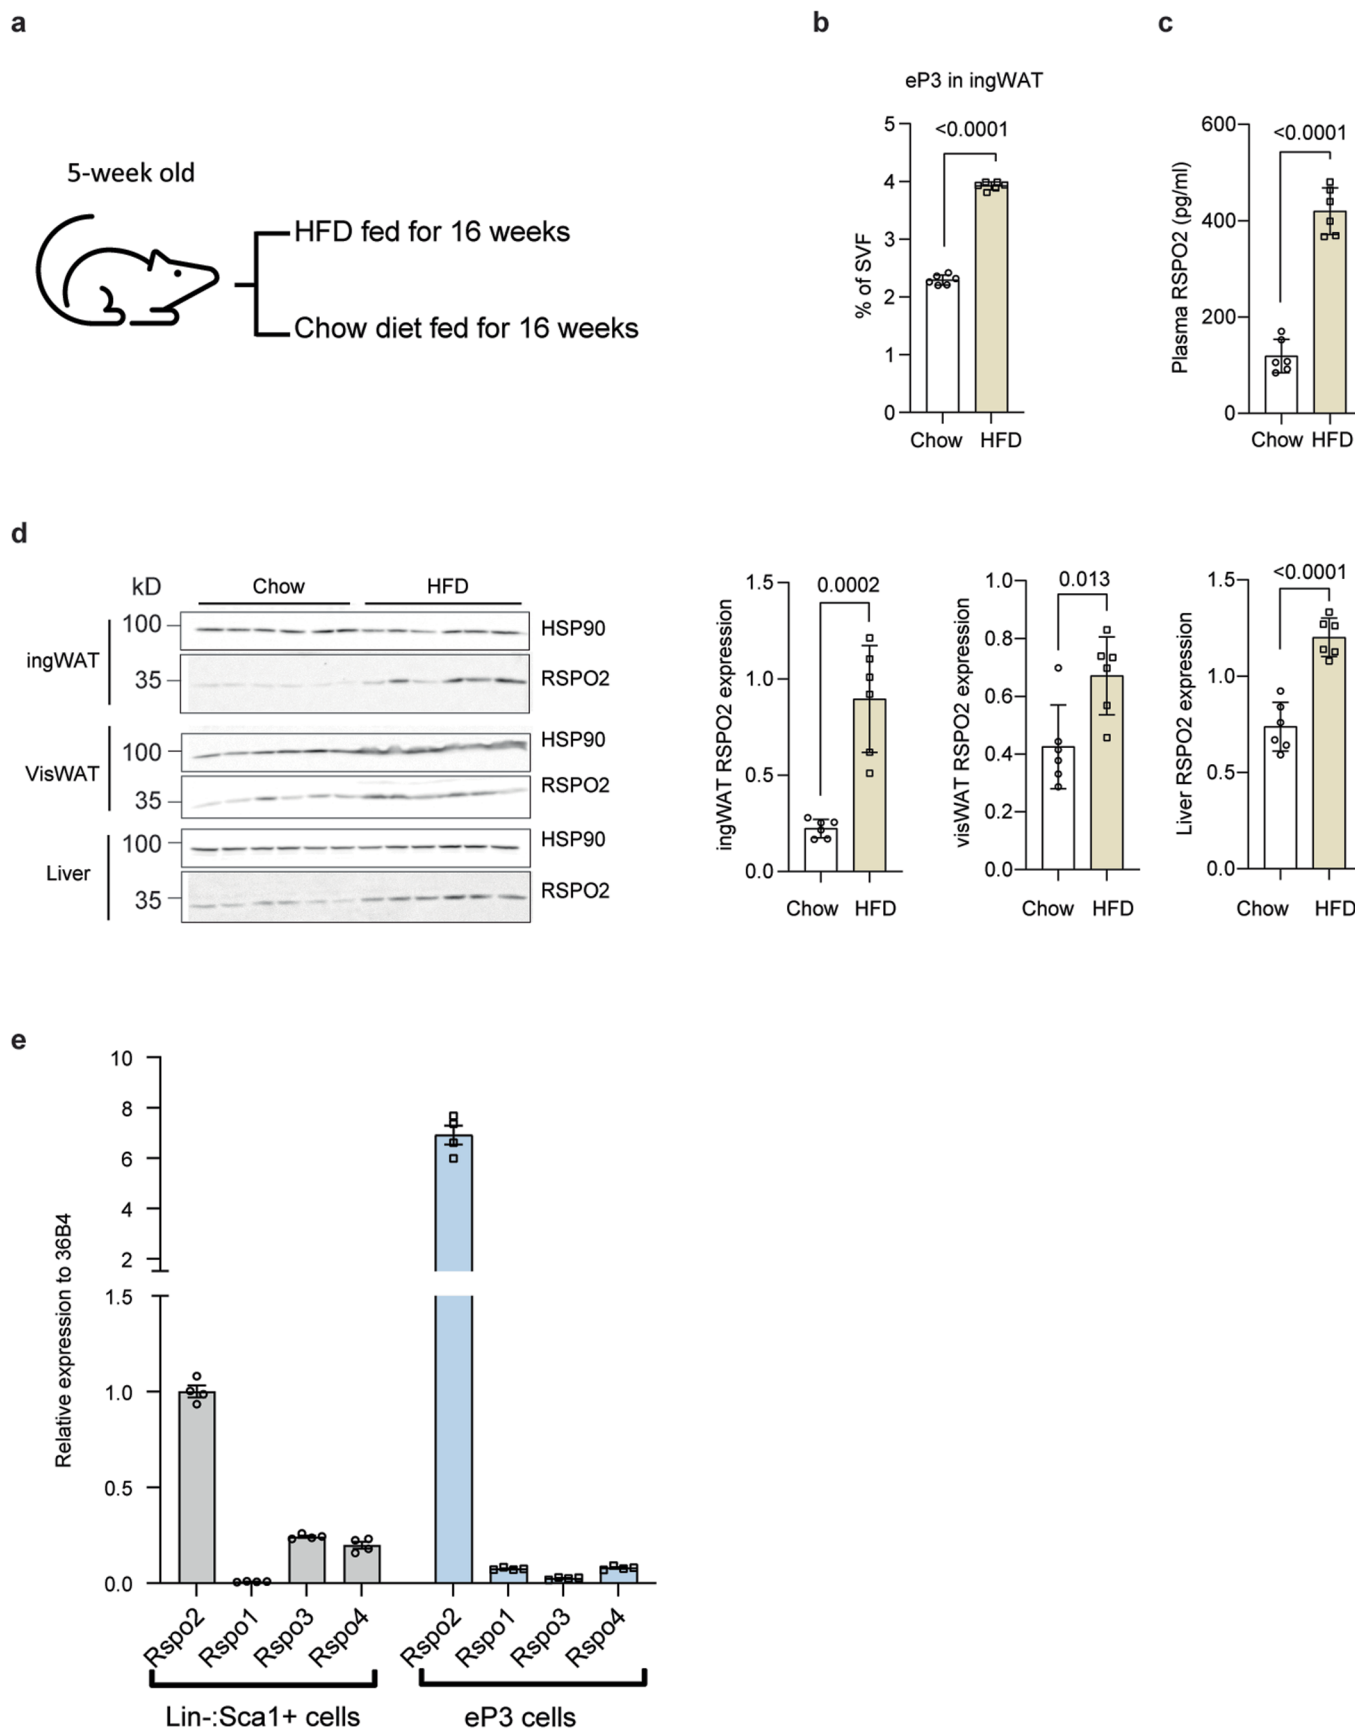 a
5-week old
HFD fed for 16 weeks
Chow diet fed for 16 weeks
b
eP3 in ingWAT
% of SVF
5
4
3
2
1
0
<0.0001
Chow HFD
c
Plasma RSPO2 (pg/ml)
600
400
200
0
<0.0001
Chow HFD
d
kD
Chow
HFD
ingWAT
100
HSP90
35
RSPO2
VisWAT
100
HSP90
35
RSPO2
Liver
100
HSP90
35
RSPO2
ingWAT RSPO2 expression
1.5
1.0
0.5
0.0
0.0002
Chow HFD
visWAT RSPO2 expression
1.0
0.8
0.6
0.4
0.2
0.0
0.013
Chow HFD
Liver RSPO2 expression
1.5
1.0
0.5
0.0
<0.0001
Chow HFD
e
Relative expression to 36B4
10
8
6
4
2
1.5
1.0
0.5
0.0
Rspo2 Rspo1 Rspo3 Rspo4 Rspo2 Rspo1 Rspo3 Rspo4
Lin-:Sca1+ cells
eP3 cells